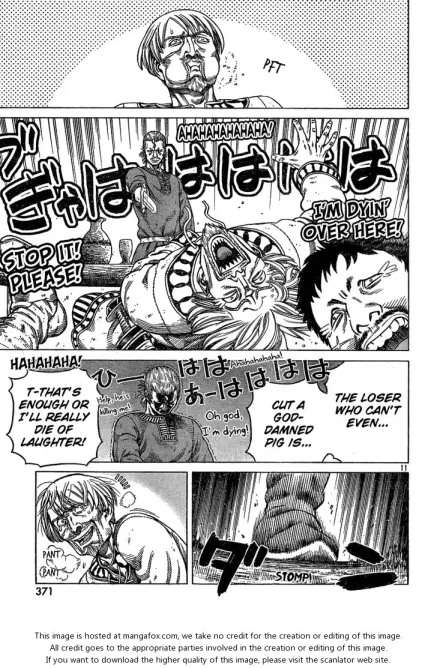 PFT
ブぎゃははははは
AHAHAHAHAHAHA!
I'M DYIN'
OVER HERE!
STOP IT!
PLEASE!
THE LOSER
WHO CAN'T
EVEN...
CUT A
GOD-
DAMNED
PIG IS...
ははは
Ahahahahaha!
あーはははは
Oh god,
I'm dying!
ひー
Help, he's
killing me!
HAHAHAHA!
T-THAT'S
ENOUGH OR
I'LL REALLY
DIE OF
LAUGHTER!
11
ダン
STOMP!
PANT
BANT
371
This image is hosted at mangafox.com, we take no credit for the creation or editing of this image.
All credit goes to the appropriate parties involved in the creation or editing of this image.
If you want to download the higher quality of this image, please visit the scanlator web site.